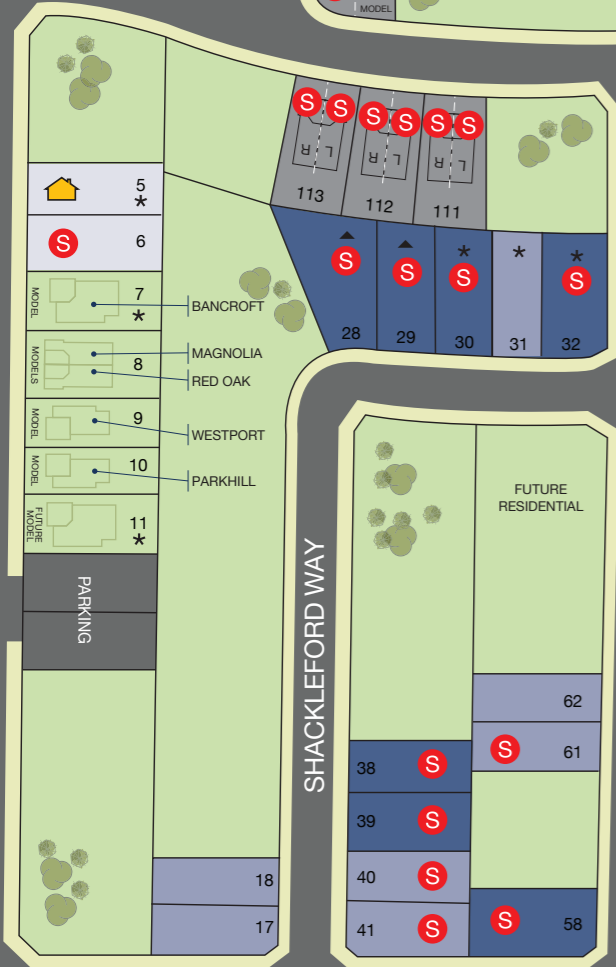 MODEL
S S S S S S
R L R L R L
113 112 111
5
*
S 6
MODEL 7
*
BANCROFT
MODELS 8
MAGNOLIA
RED OAK
MODEL 9
WESTPORT
MODEL 10
PARKHILL
FUTURE
MODEL
11
*
PARKING
S S * S * * S
28 29 30 31 32
FUTURE
RESIDENTIAL
SHACKLEFORD WAY
62
S 61
38 S
39 S
40 S
41 S
S 58
18
17